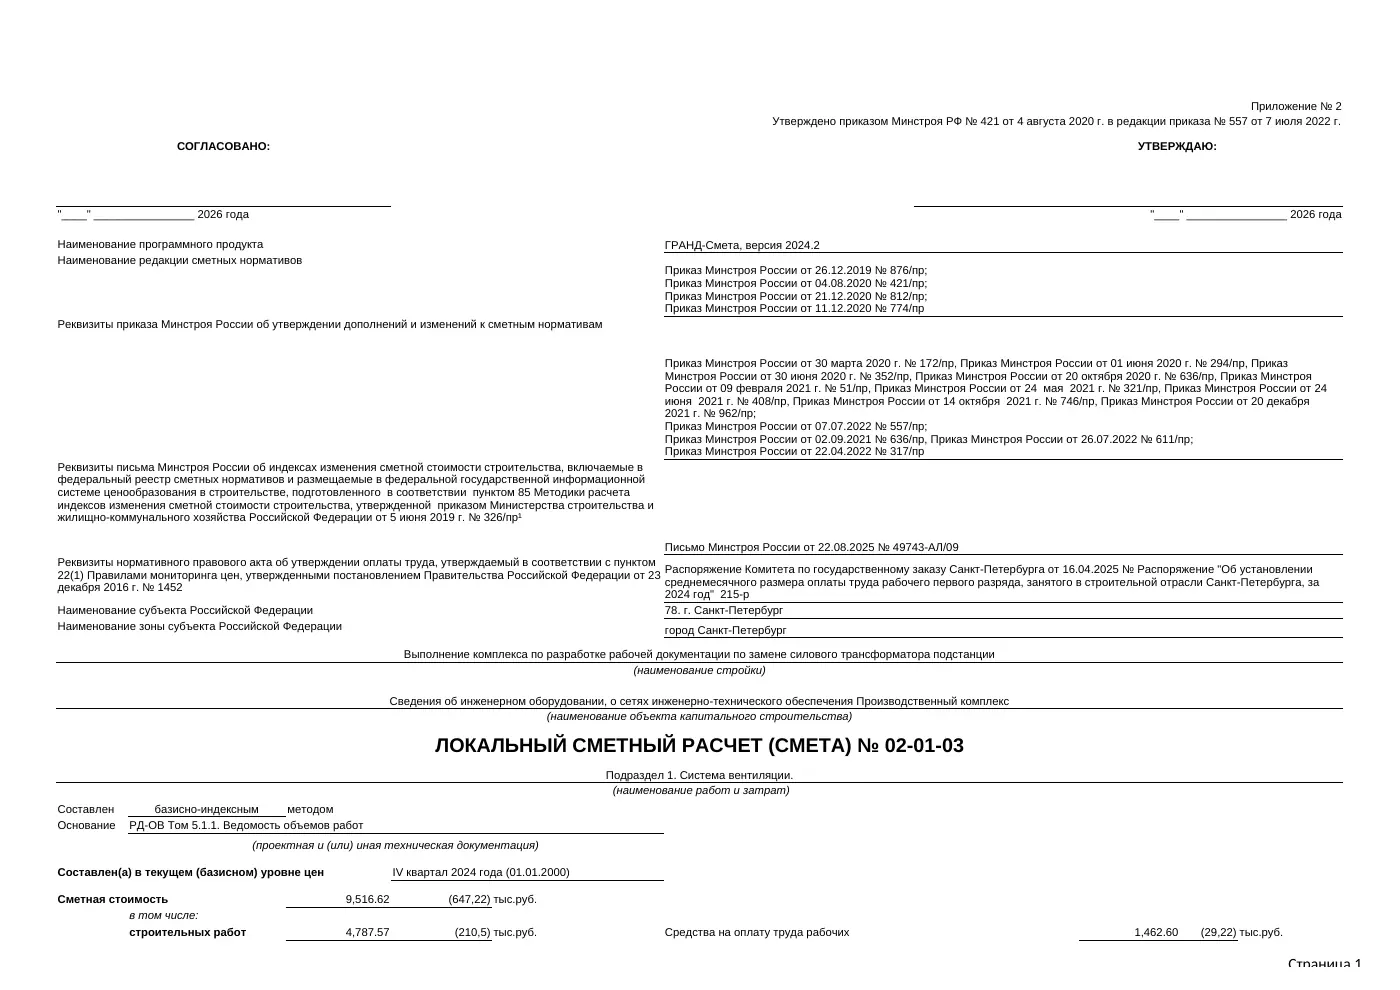 Приложение № 2
Утверждено приказом Минстроя РФ № 421 от 4 августа 2020 г. в редакции приказа № 557 от 7 июля 2022 г.
СОГЛАСОВАНО:
УТВЕРЖДАЮ:
"____" ________________ 2026 года
"____" ________________ 2026 года
Наименование программного продукта
ГРАНД-Смета, версия 2024.2
Наименование редакции сметных нормативов
Приказ Минстроя России от 26.12.2019 № 876/пр;
Приказ Минстроя России от 04.08.2020 № 421/пр;
Приказ Минстроя России от 21.12.2020 № 812/пр;
Приказ Минстроя России от 11.12.2020 № 774/пр
Реквизиты приказа Минстроя России об утверждении дополнений и изменений к сметным нормативам
Приказ Минстроя России от 30 марта 2020 г. № 172/пр, Приказ Минстроя России от 01 июня 2020 г. № 294/пр, Приказ
Минстроя России от 30 июня 2020 г. № 352/пр, Приказ Минстроя России от 20 октября 2020 г. № 636/пр, Приказ Минстроя
России от 09 февраля 2021 г. № 51/пр, Приказ Минстроя России от 24  мая  2021 г. № 321/пр, Приказ Минстроя России от 24
июня  2021 г. № 408/пр, Приказ Минстроя России от 14 октября  2021 г. № 746/пр, Приказ Минстроя России от 20 декабря
2021 г. № 962/пр;
Приказ Минстроя России от 07.07.2022 № 557/пр;
Приказ Минстроя России от 02.09.2021 № 636/пр, Приказ Минстроя России от 26.07.2022 № 611/пр;
Приказ Минстроя России от 22.04.2022 № 317/пр
Реквизиты письма Минстроя России об индексах изменения сметной стоимости строительства, включаемые в
федеральный реестр сметных нормативов и размещаемые в федеральной государственной информационной
системе ценообразования в строительстве, подготовленного  в соответствии  пунктом 85 Методики расчета
индексов изменения сметной стоимости строительства, утвержденной  приказом Министерства строительства и
жилищно-коммунального хозяйства Российской Федерации от 5 июня 2019 г. № 326/пр¹
Письмо Минстроя России от 22.08.2025 № 49743-АЛ/09
Реквизиты нормативного правового акта об утверждении оплаты труда, утверждаемый в соответствии с пунктом
22(1) Правилами мониторинга цен, утвержденными постановлением Правительства Российской Федерации от 23
декабря 2016 г. № 1452
Распоряжение Комитета по государственному заказу Санкт-Петербурга от 16.04.2025 № Распоряжение "Об установлении
среднемесячного размера оплаты труда рабочего первого разряда, занятого в строительной отрасли Санкт-Петербурга, за
2024 год"  215-р
Наименование субъекта Российской Федерации
78. г. Санкт-Петербург
Наименование зоны субъекта Российской Федерации
город Санкт-Петербург
Выполнение комплекса по разработке рабочей документации по замене силового трансформатора подстанции
(наименование стройки)
Сведения об инженерном оборудовании, о сетях инженерно-технического обеспечения Производственный комплекс
(наименование объекта капитального строительства)
ЛОКАЛЬНЫЙ СМЕТНЫЙ РАСЧЕТ (СМЕТА) № 02-01-03
Подраздел 1. Система вентиляции.
(наименование работ и затрат)
Составлен базисно-индексным методом
Основание РД-ОВ Том 5.1.1. Ведомость объемов работ
(проектная и (или) иная техническая документация)
Составлен(а) в текущем (базисном) уровне цен IV квартал 2024 года (01.01.2000)
Сметная стоимость 9,516.62 (647,22) тыс.руб.
в том числе:
строительных работ 4,787.57 (210,5) тыс.руб. Средства на оплату труда рабочих 1,462.60 (29,22) тыс.руб.
Страница 1